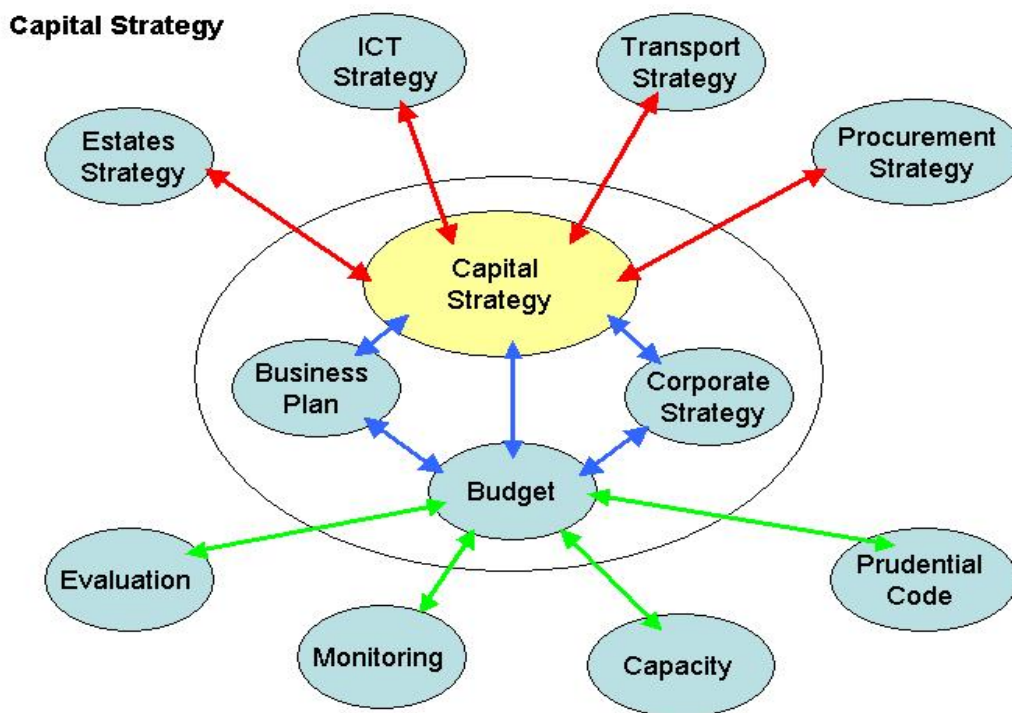 Capital Strategy
ICT
Strategy
Transport
Strategy
Estates
Strategy
Procurement
Strategy
Capital
Strategy
Business
Plan
Corporate
Strategy
Budget
Evaluation
Prudential
Code
Monitoring
Capacity